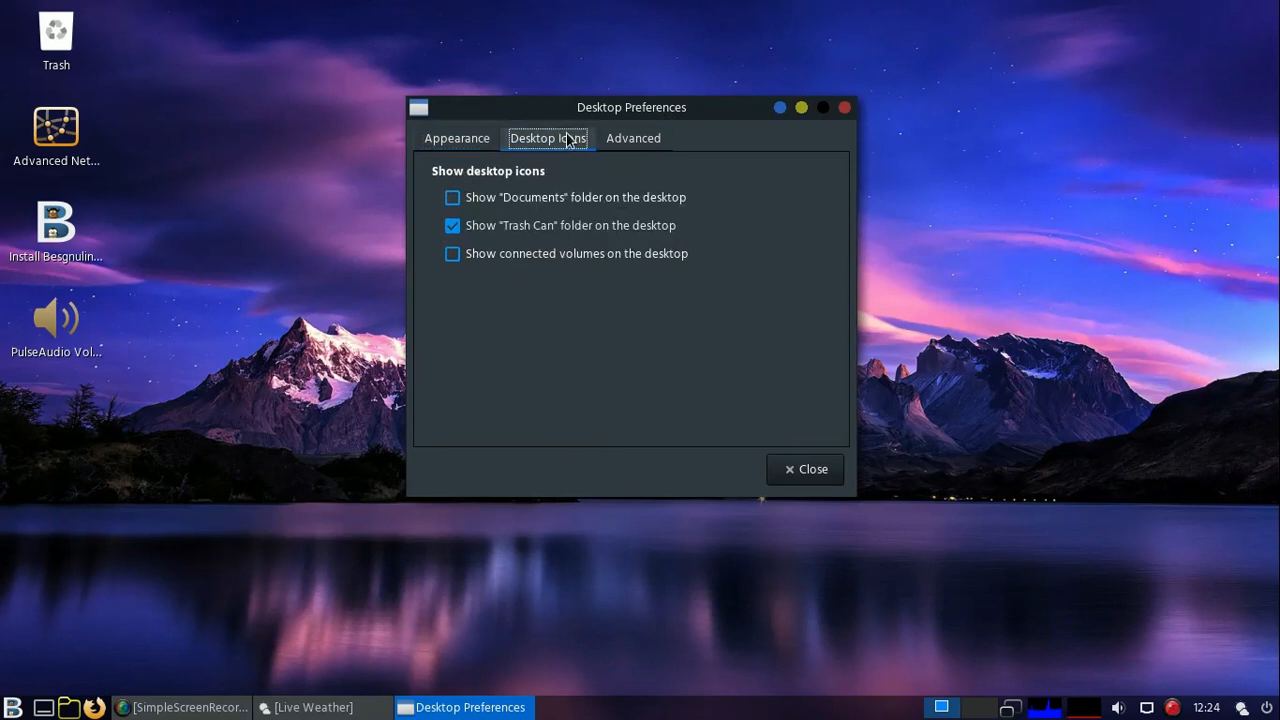 Trash
Advanced Net...
Install Besgnulin...
PulseAudio Vol...
Desktop Preferences
Appearance
Desktop Icons
Advanced
Show desktop icons
Show "Documents" folder on the desktop
Show "Trash Can" folder on the desktop
Show connected volumes on the desktop
Close
[SimpleScreenRecor...
[Live Weather]
Desktop Preferences
12:24